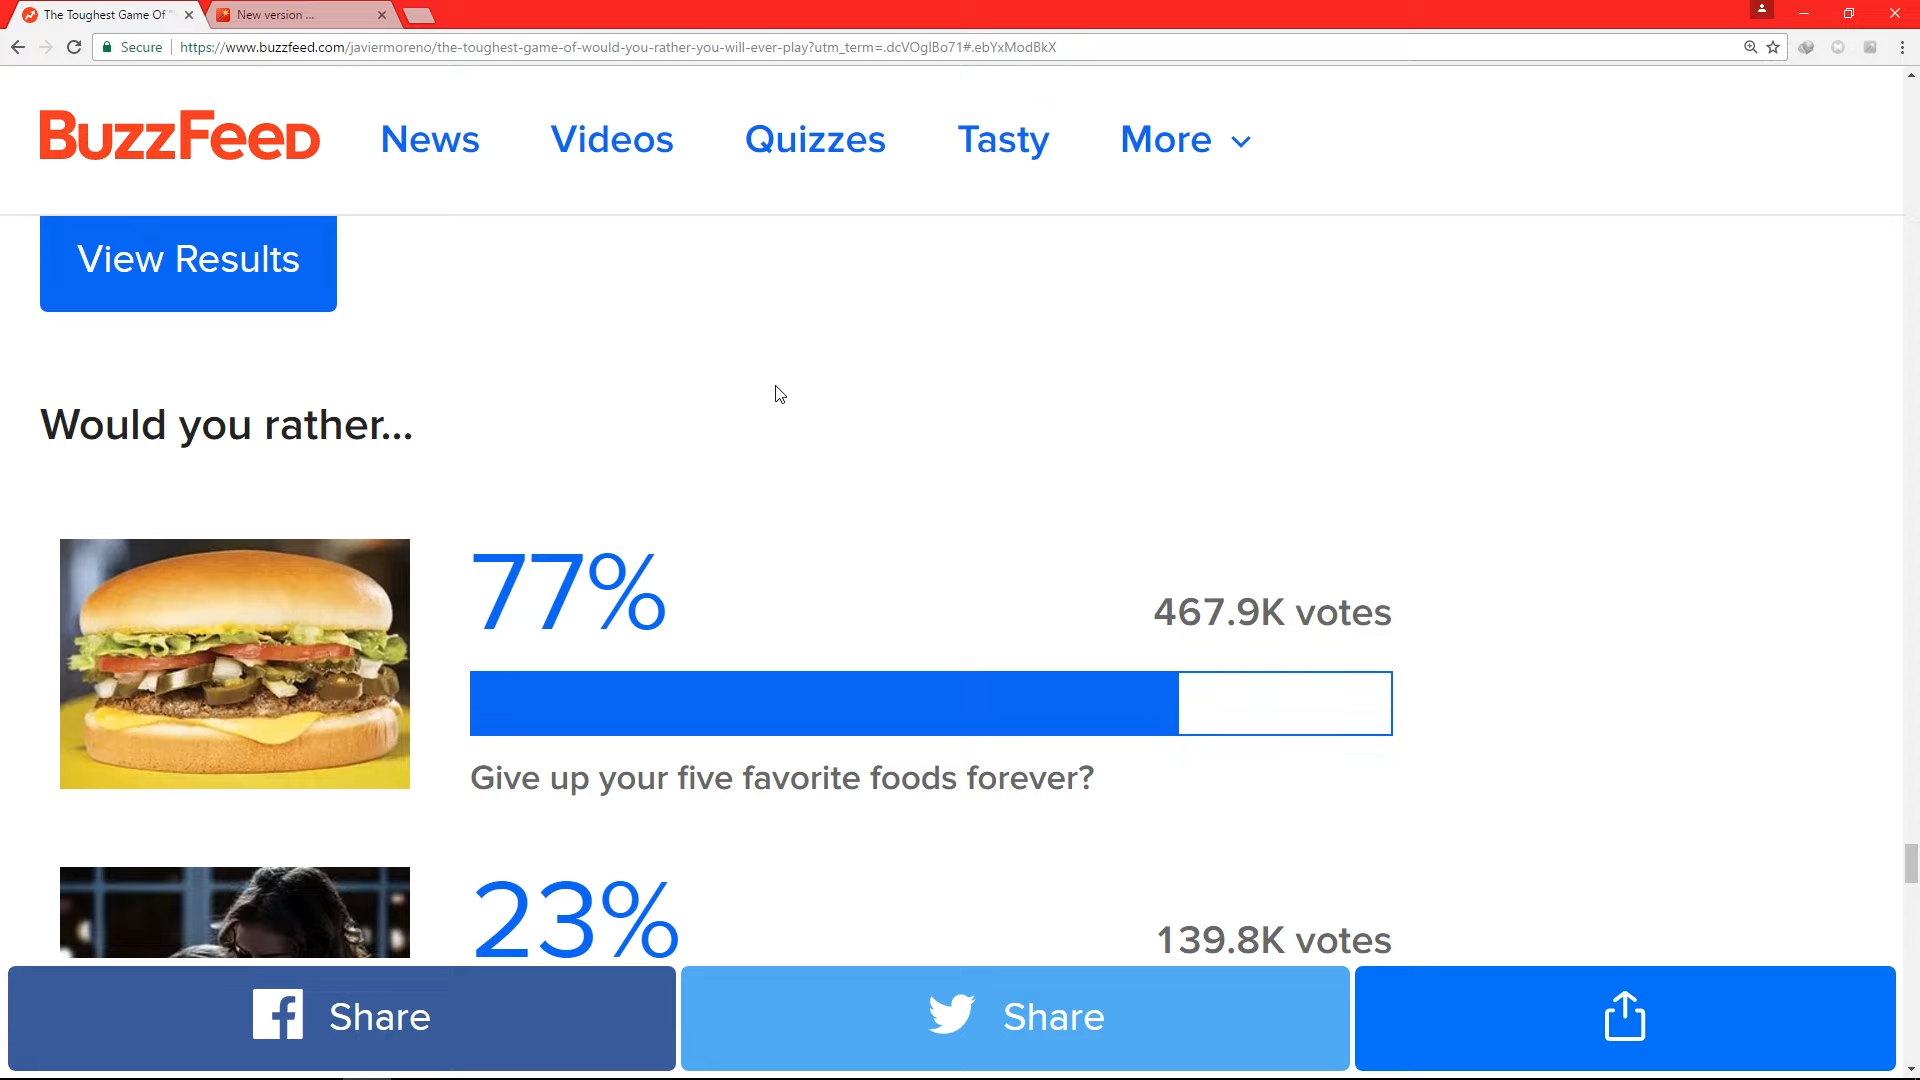 The Toughest Game Of "
New version ...
Secure
https://www.buzzfeed.com/javiermoreno/the-toughest-game-of-would-you-rather-you-will-ever-play?utm_term=.dcVOglBo71#.ebYxModBkX
BuzzFeed
News
Videos
Quizzes
Tasty
More
View Results
Would you rather...
77%
467.9K votes
Give up your five favorite foods forever?
23%
139.8K votes
Share
Share